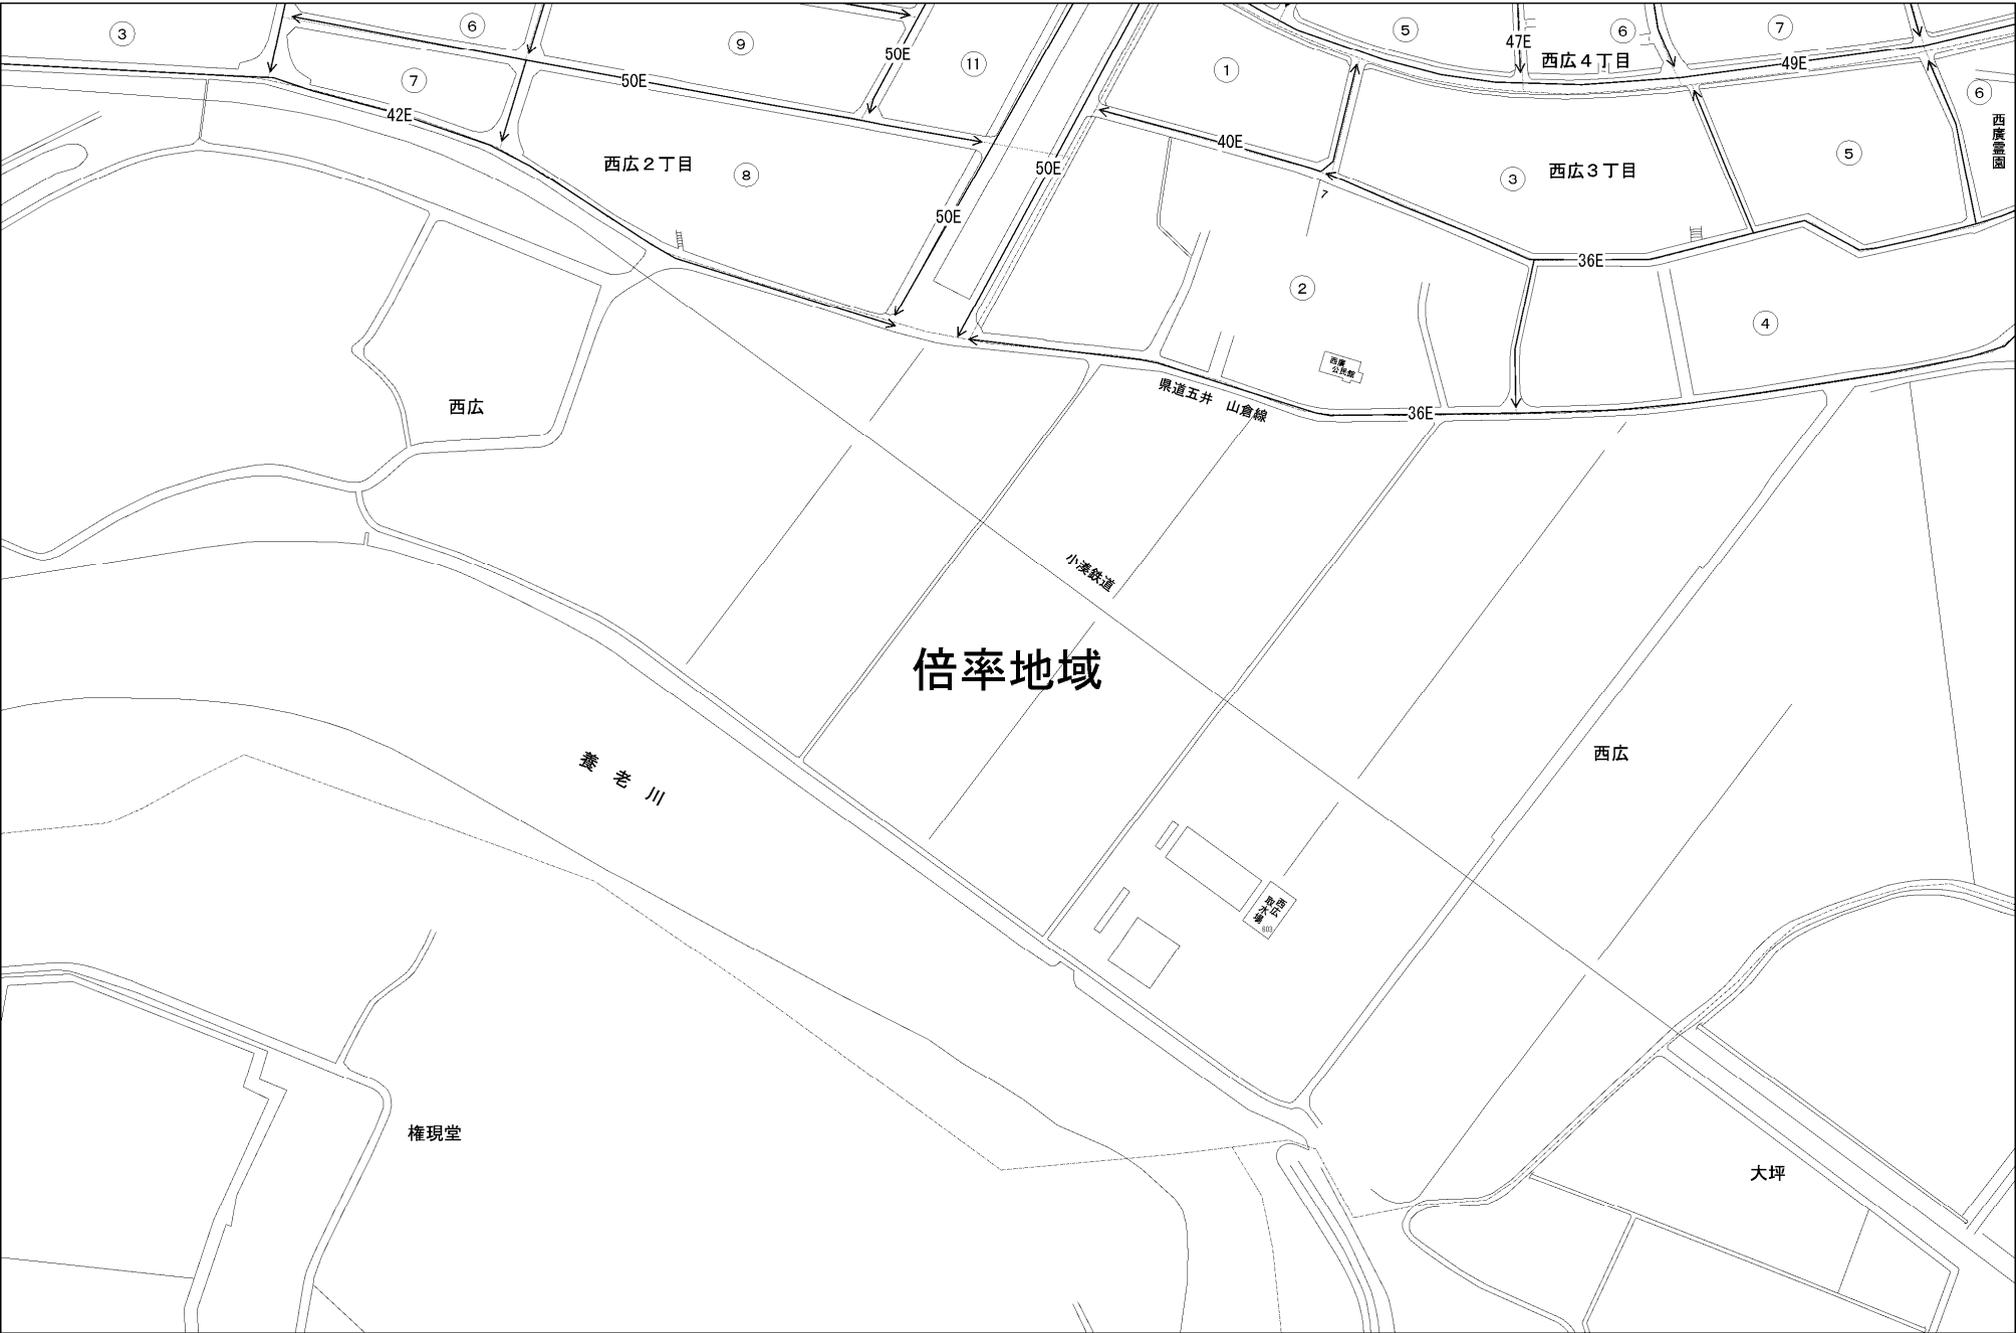 ③
⑥
⑦
⑨
⑪
50E
50E
42E
西広2丁目
⑧
50E
50E
①
⑤
47E
⑥
西広4丁目
⑦
49E
⑥
西廣霊園
40E
7
③
西広3丁目
⑤
36E
②
④
西廣
公民館
県道五井 山倉線
36E
西広
小湊鉄道
倍率地域
西広
養老川
西広
取水場
603
権現堂
大坪